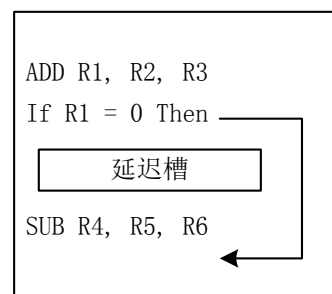 ADD R1, R2, R3
If R1 = 0 Then
延迟槽
SUB R4, R5, R6